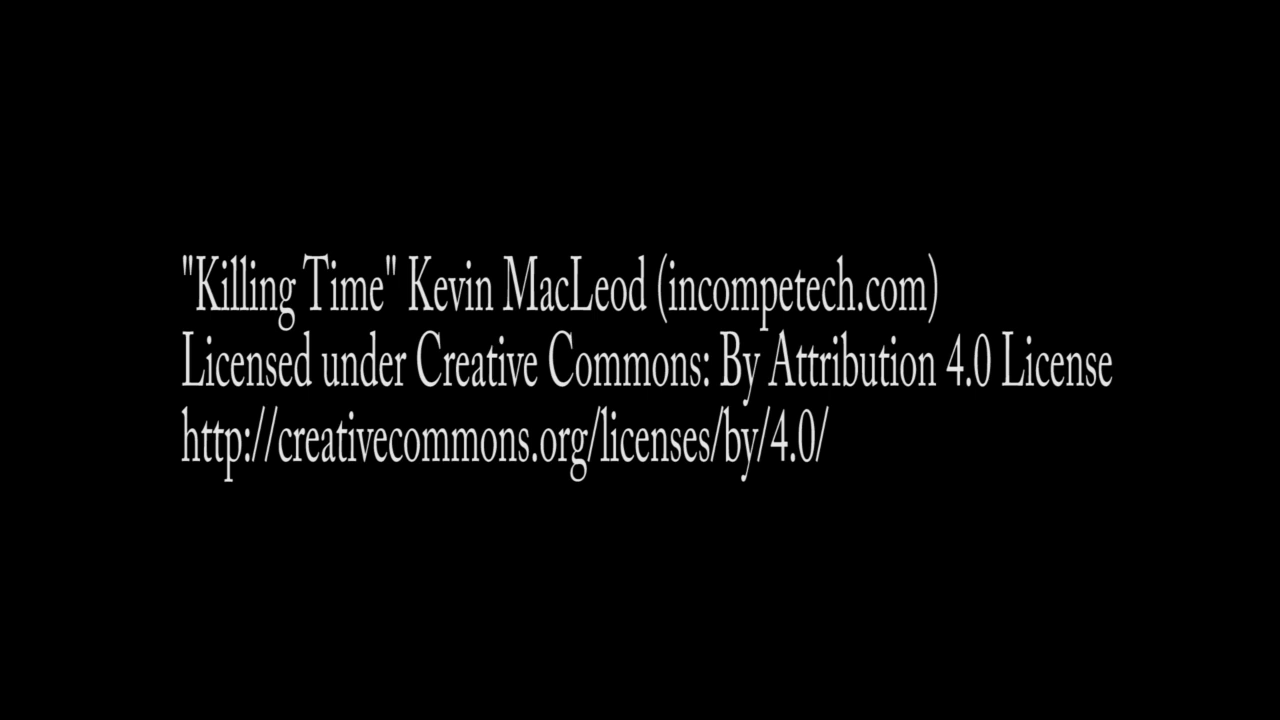 "Killing Time" Kevin MacLeod (incompetech.com)
Licensed under Creative Commons: By Attribution 4.0 License
http://creativecommons.org/licenses/by/4.0/